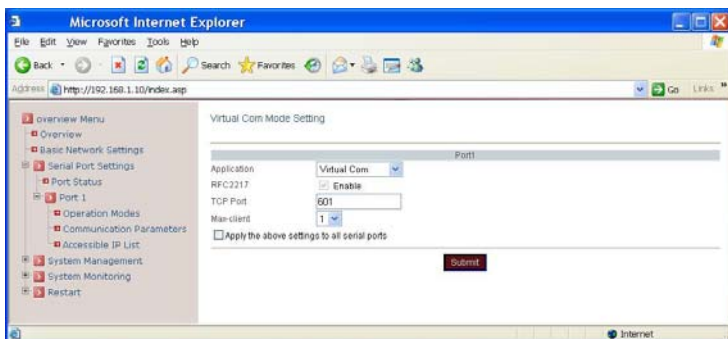 Microsoft Internet Explorer
File Edit View Favorites Tools Help
Back Search Favorites
Address http://192.168.1.10/index.asp Go Links »
overview Menu
Overview
Basic Network Settings
Serial Port Settings
Port Status
Port 1
Operation Modes
Communication Parameters
Accessible IP List
System Management
System Monitoring
Restart
Virtual Com Mode Setting
Port1
Application Virtual Com
RFC2217 Enable
TCP Port 601
Max-client 1
Apply the above settings to all serial ports
Submit
Internet